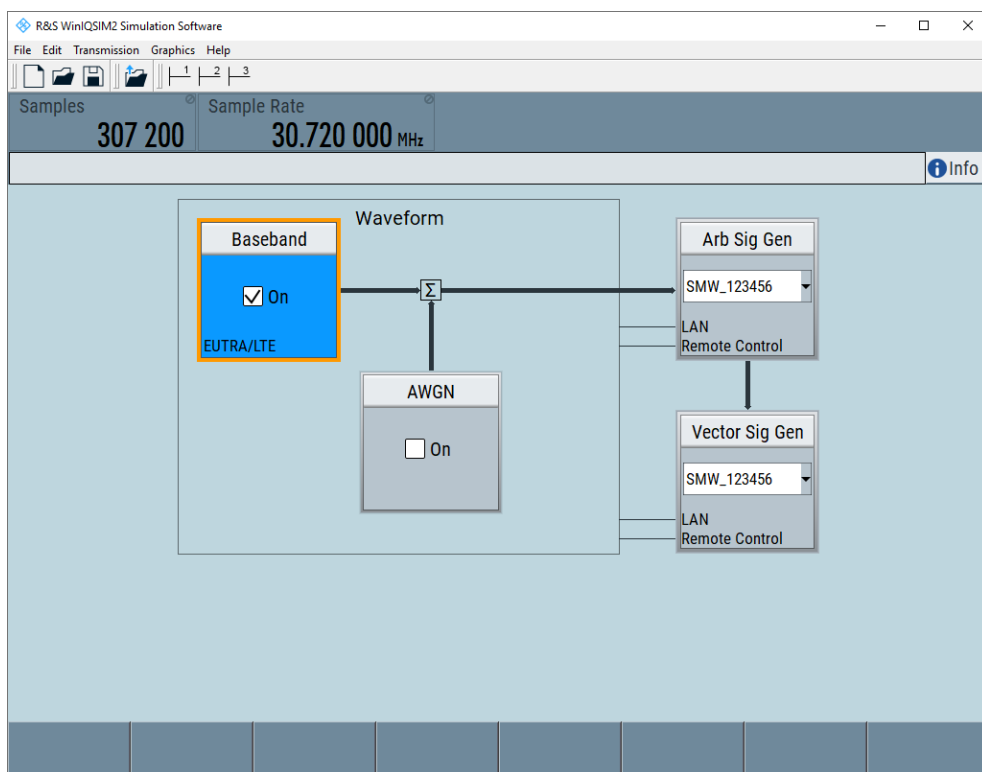 R&S WinIQSIM2 Simulation Software
File Edit Transmission Graphics Help
1 2 3
Samples
307 200
Sample Rate
30.720 000 MHz
i Info
Waveform
Baseband
On
EUTRA/LTE
Σ
AWGN
On
Arb Sig Gen
SMW_123456
LAN
Remote Control
Vector Sig Gen
SMW_123456
LAN
Remote Control